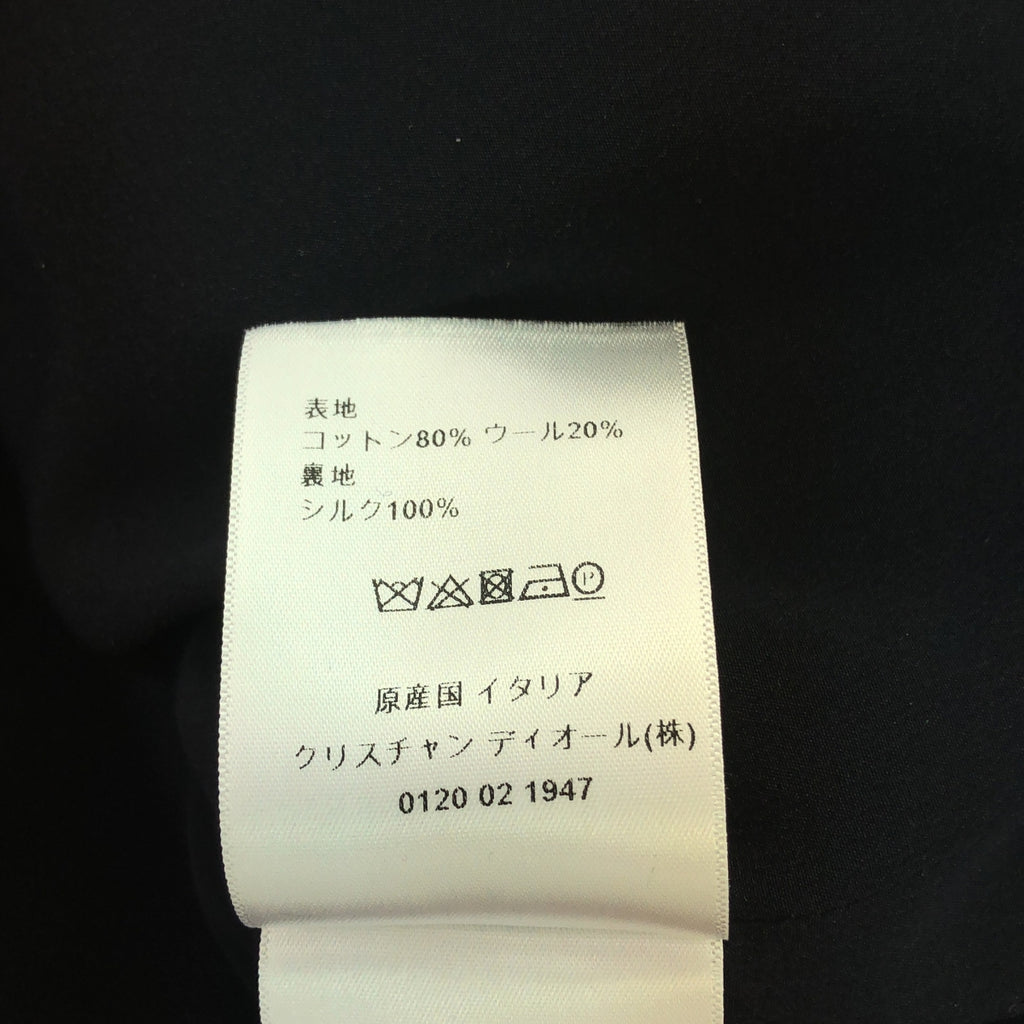 表地
コットン80% ウール20%
裏地
シルク100%
P
原産国 イタリア
クリスチャン ディオール(株)
0120 02 1947